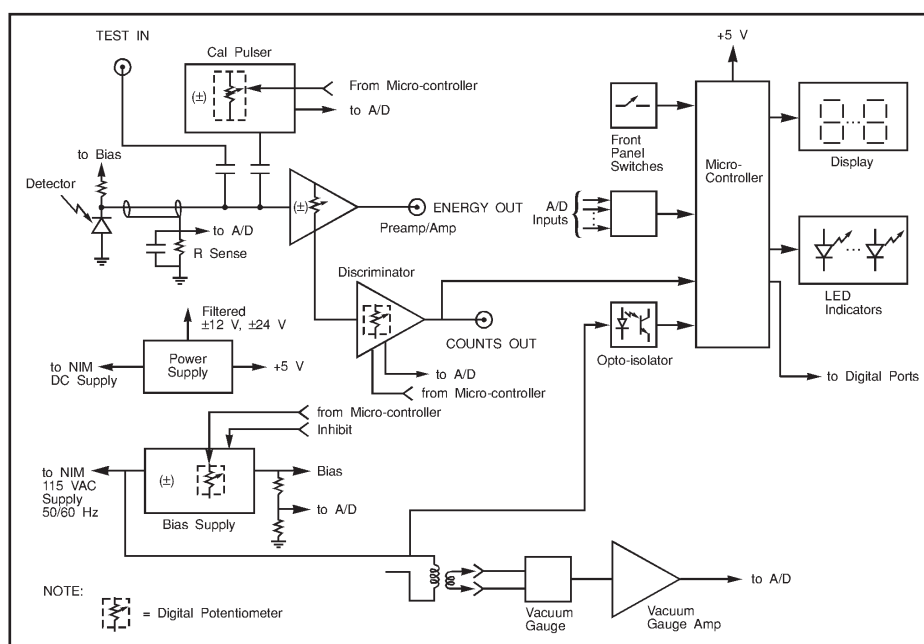 TEST IN
Cal Pulser
(±)
From Micro-controller
to A/D
to Bias
Detector
to A/D
R Sense
(±)
ENERGY OUT
Preamp/Amp
Discriminator
COUNTS OUT
to A/D
from Micro-controller
Filtered
±12 V, ±24 V
to NIM
DC Supply
Power
Supply
+5 V
+5 V
Front
Panel
Switches
Micro-
Controller
Display
A/D
Inputs
LED
Indicators
Opto-isolator
to Digital Ports
from Micro-controller
Inhibit
to NIM
115 VAC
Supply
50/60 Hz
(±)
Bias
to A/D
Bias Supply
Vacuum
Gauge
Vacuum
Gauge Amp
to A/D
NOTE:
= Digital Potentiometer